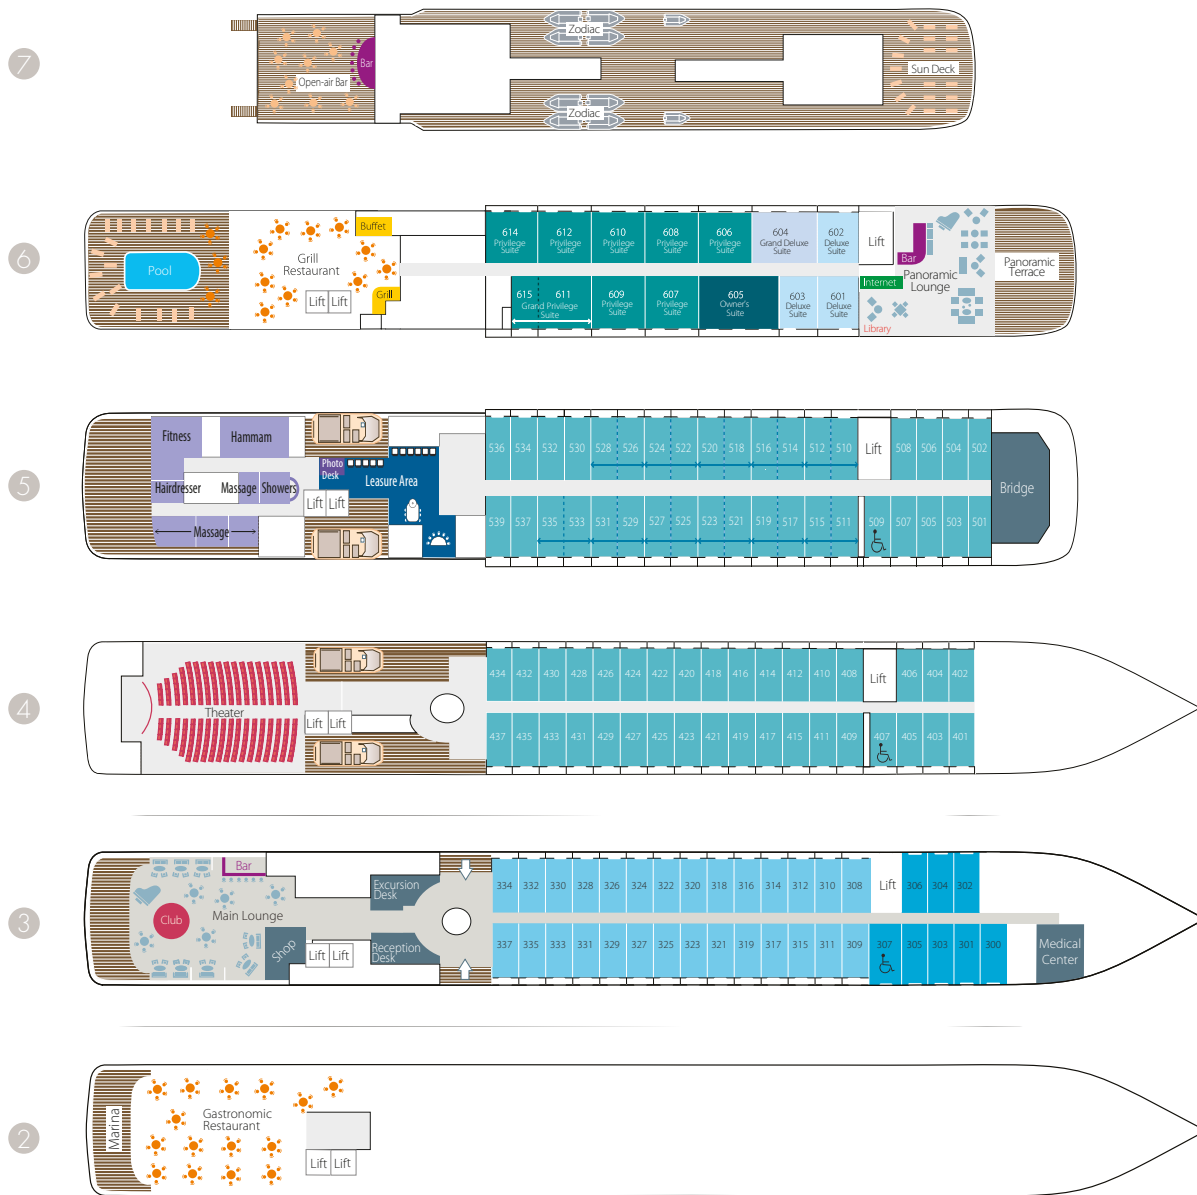 7
Zodiac
Bar
Open-air Bar
Sun Deck
Zodiac
6
614
Privilege
Suite
612
Privilege
Suite
610
Privilege
Suite
608
Privilege
Suite
606
Privilege
Suite
604
Grand Deluxe
Suite
602
Deluxe
Suite
Lift
Bar
Buffet
Grill
Restaurant
Pool
Lift Lift
Grill
Internet
Panoramic
Lounge
Panoramic
Terrace
615 611
Grand Privilege
Suite
609
Privilege
Suite
607
Privilege
Suite
605
Owner's
Suite
603
Deluxe
Suite
601
Deluxe
Suite
Library
5
Fitness
Hammam
Photo
Desk
Leasure Area
Hairdresser
Massage
Showers
Lift Lift
Massage
536 534 532 530 528 526 524 522 520 518 516 514 512 510 Lift 508 506 504 502
Bridge
539 537 535 533 531 529 527 525 523 521 519 517 515 511 509 507 505 503 501
4
Theater
Lift Lift
434 432 430 428 426 424 422 420 418 416 414 412 410 408 Lift 406 404 402
437 435 433 431 429 427 425 423 421 419 417 415 411 409 407 405 403 401
3
Bar
Excursion
Desk
Club
Main Lounge
Shop
Lift Lift
Reception
Desk
334 332 330 328 326 324 322 320 318 316 314 312 310 308 Lift 306 304 302
337 335 333 331 329 327 325 323 321 319 317 315 311 309 307 305 303 301 300
Medical
Center
2
Marina
Gastronomic
Restaurant
Lift Lift